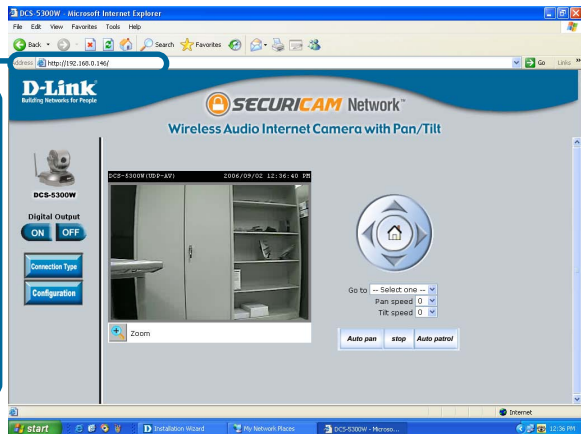 DCS-5300W - Microsoft Internet Explorer
File Edit View Favorites Tools Help
Back Search Favorites
Address http://192.168.0.146/ Go Links
D-Link
Building Networks for People
SECURICAM Network™
Wireless Audio Internet Camera with Pan/Tilt
DCS-5300W
DCS-5300W(UDP-AV) 2006/09/02 12:36:40 PM
Digital Output
ON OFF
Connection Type
Configuration
Go to -- Select one --
Pan speed 0
Tilt speed 0
Zoom
Auto pan stop Auto patrol
Internet
start Installation Wizard My Network Places DCS-5300W - Microso... 12:36 PM